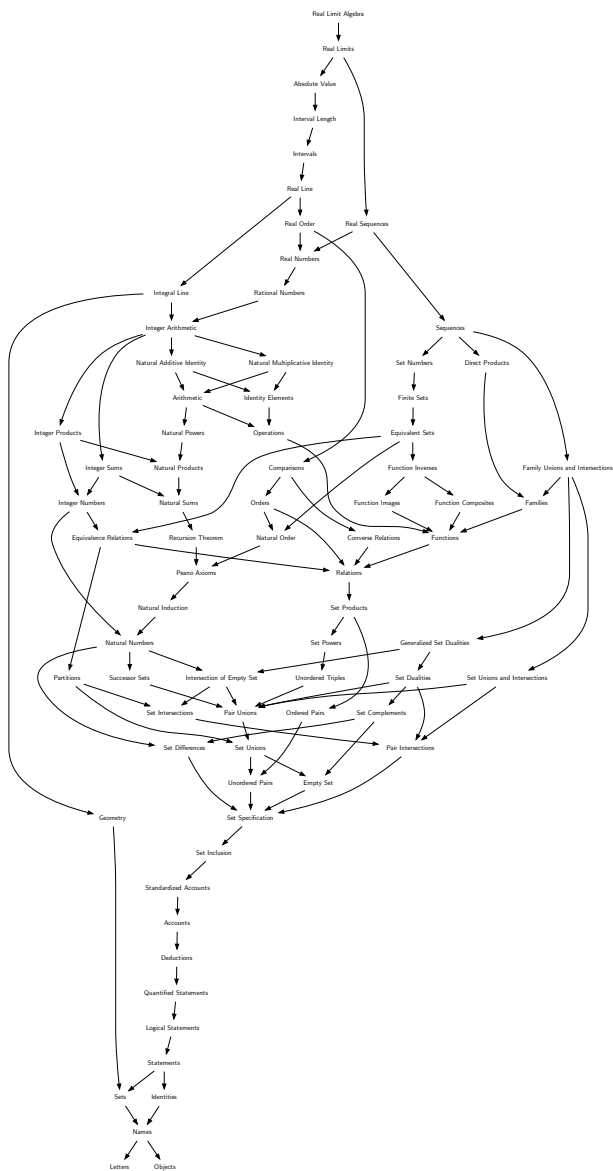 Real Limit Algebra
Real Limits
Absolute Value
Interval Length
Intervals
Real Line
Real Order
Real Sequences
Real Numbers
Integral Line
Rational Numbers
Integer Arithmetic
Sequences
Natural Additive Identity
Natural Multiplicative Identity
Set Numbers
Direct Products
Arithmetic
Identity Elements
Finite Sets
Integer Products
Natural Powers
Operations
Equivalent Sets
Integer Sums
Natural Products
Comparisons
Function Inverses
Family Unions and Intersections
Integer Numbers
Natural Sums
Orders
Function Images
Function Composites
Families
Equivalence Relations
Recursion Theorem
Natural Order
Converse Relations
Functions
Peano Axioms
Relations
Natural Induction
Set Products
Natural Numbers
Set Powers
Generalized Set Dualities
Partitions
Successor Sets
Intersection of Empty Set
Unordered Triples
Set Dualities
Set Unions and Intersections
Set Intersections
Pair Unions
Ordered Pairs
Set Complements
Set Differences
Set Unions
Pair Intersections
Unordered Pairs
Empty Set
Geometry
Set Specification
Set Inclusion
Standardized Accounts
Accounts
Deductions
Quantified Statements
Logical Statements
Statements
Sets
Identities
Names
Letters
Objects